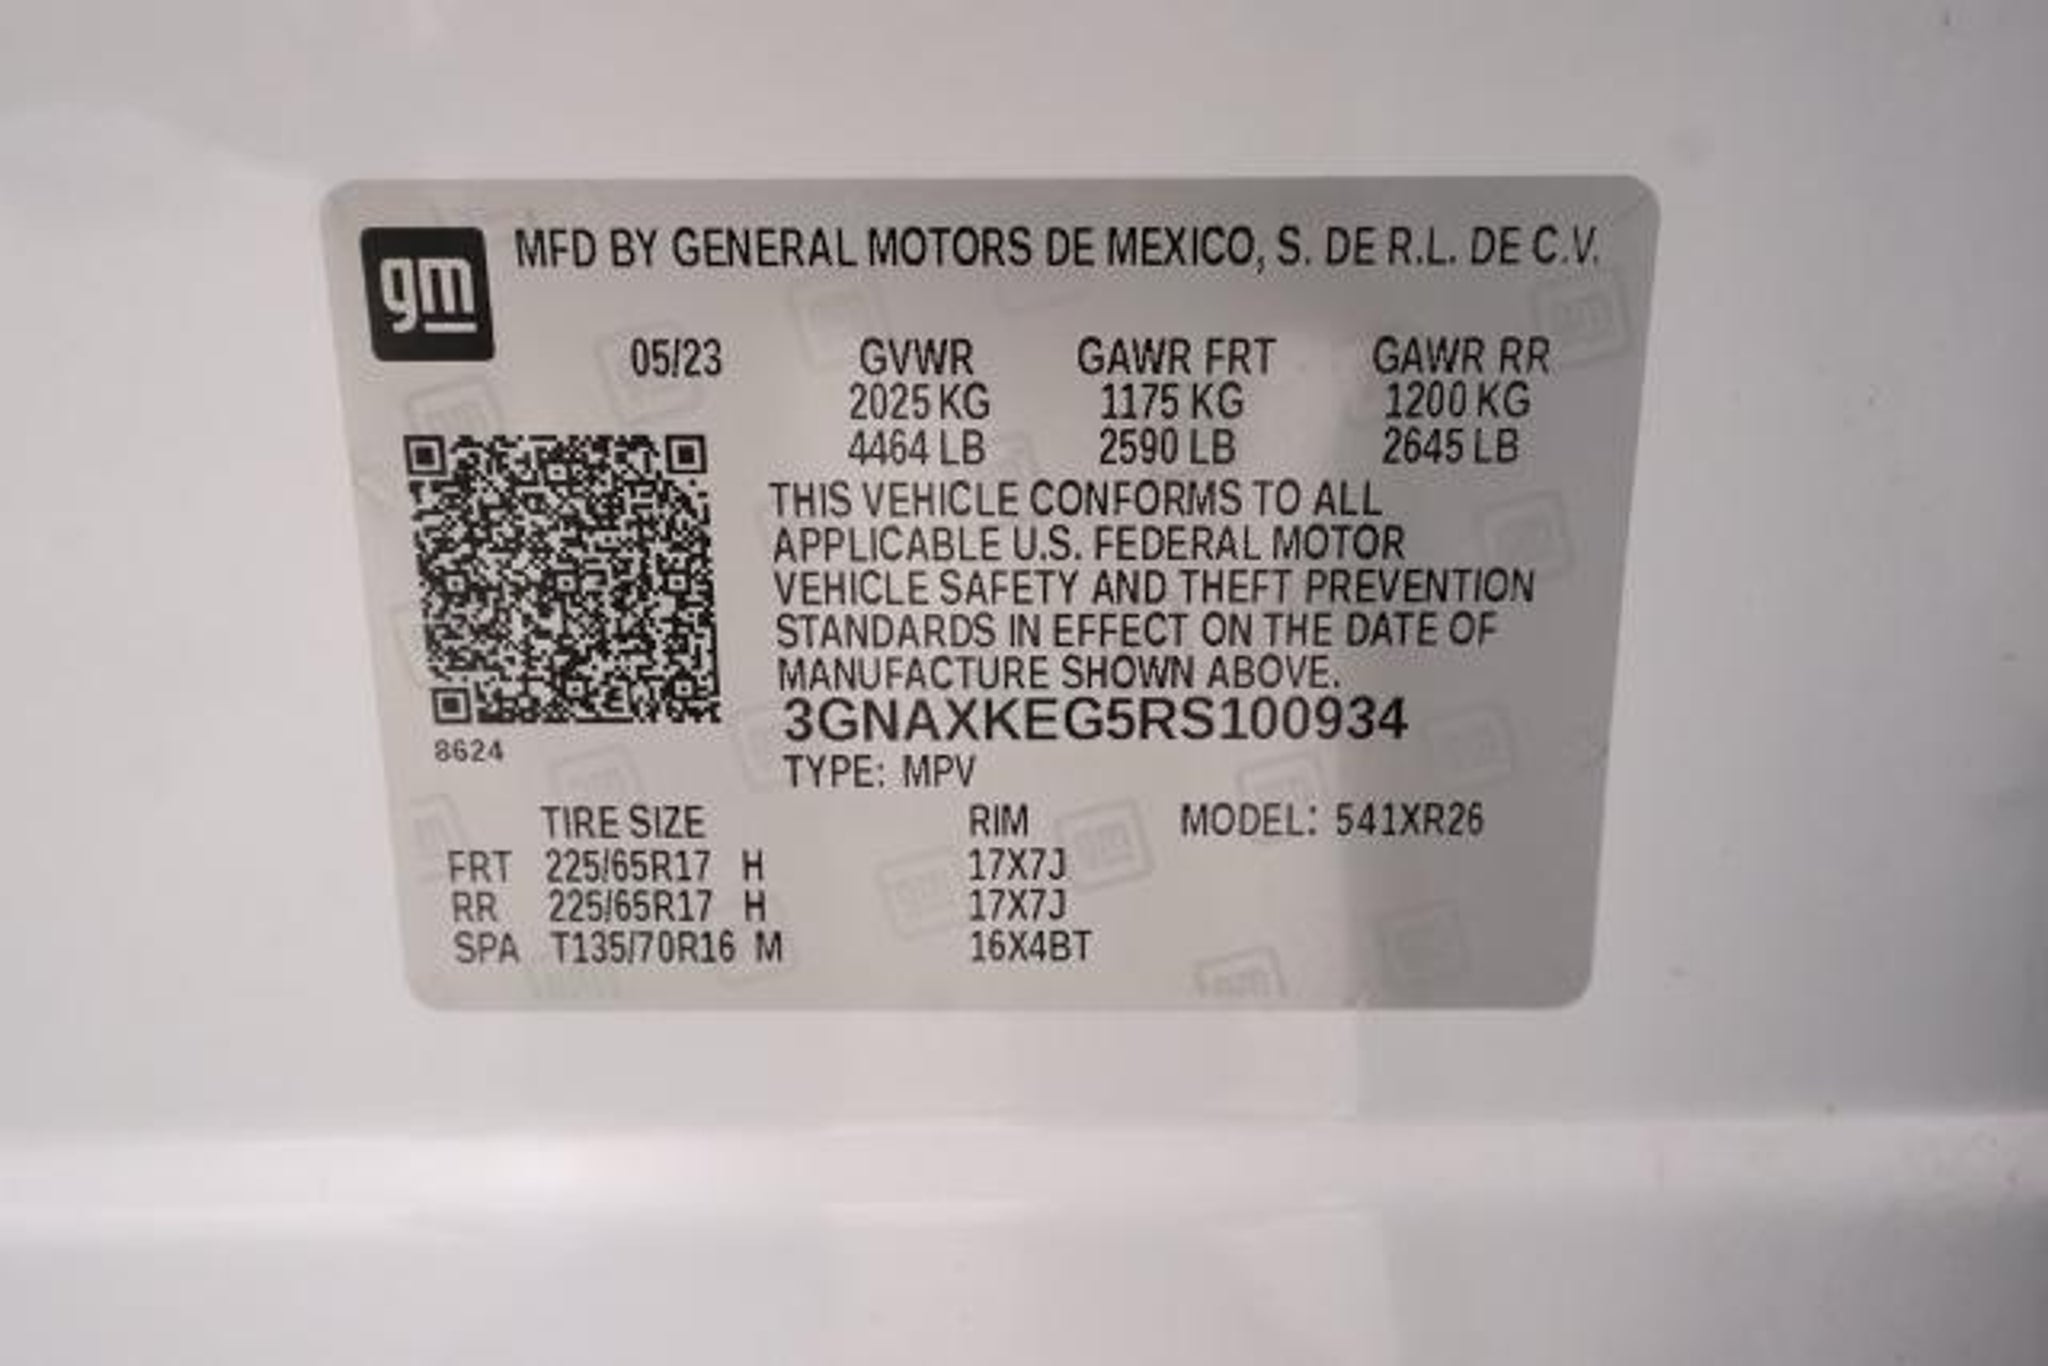 gm
MFD BY GENERAL MOTORS DE MEXICO, S. DE R.L. DE C.V.
05/23 GVWR GAWR FRT GAWR RR
2025 KG 1175 KG 1200 KG
4464 LB 2590 LB 2645 LB
THIS VEHICLE CONFORMS TO ALL
APPLICABLE U.S. FEDERAL MOTOR
VEHICLE SAFETY AND THEFT PREVENTION
STANDARDS IN EFFECT ON THE DATE OF
MANUFACTURE SHOWN ABOVE.
3GNAXKEG5RS100934
8624
TYPE: MPV
TIRE SIZE RIM MODEL: 541XR26
FRT 225/65R17 H 17X7J
RR 225/65R17 H 17X7J
SPA T135/70R16 M 16X4BT